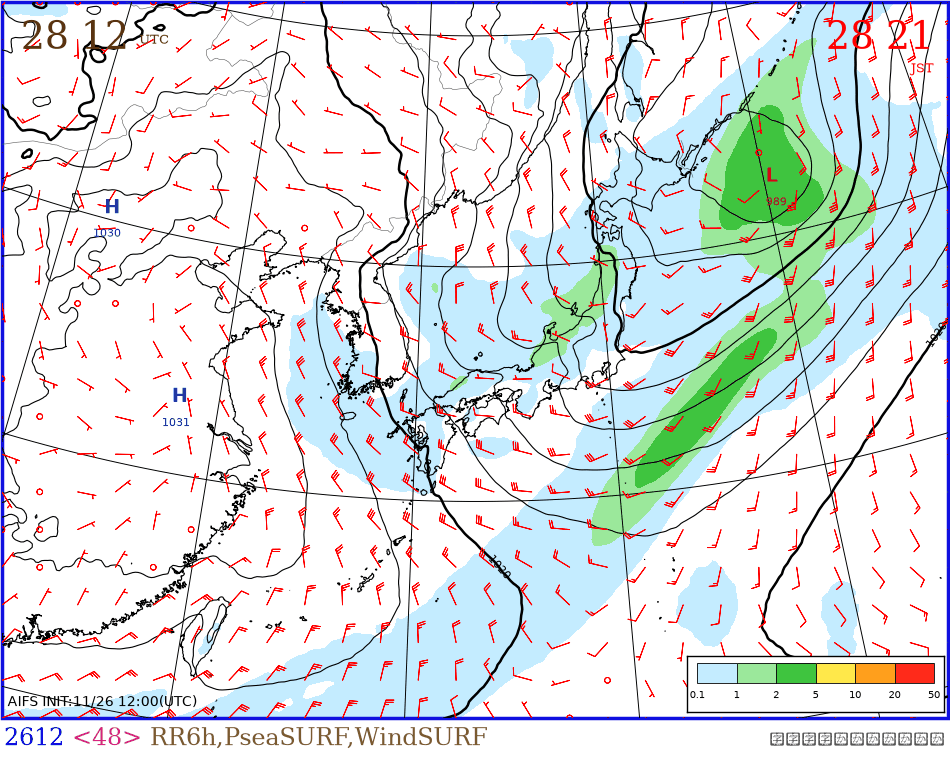 28 12 UTC
28 21
JST
L
989
H
1030
1020
H
1031
1020
0.1 1 2 5 10 20 50
AIFS INIT:11/26 12:00(UTC)
2612 <48> RR6h,PseaSURF,WindSURF